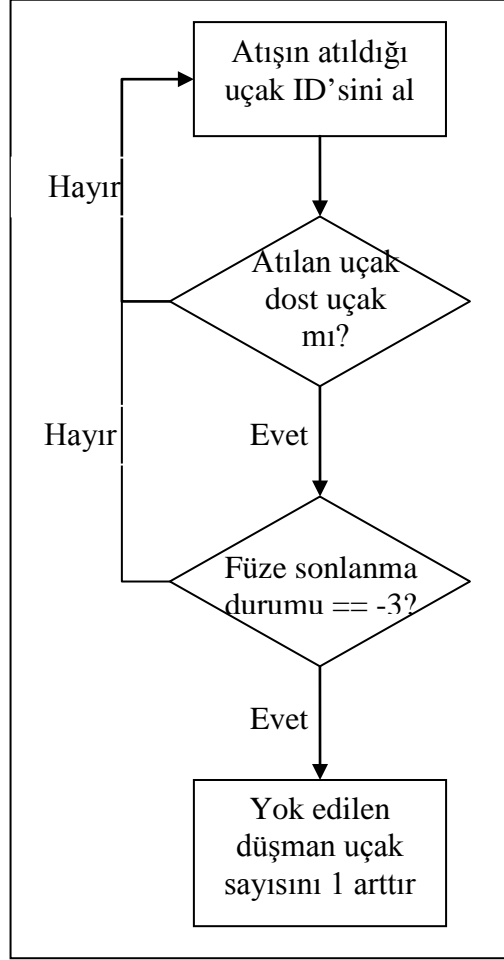 Atışın atıldığı
uçak ID’sini al
Hayır
Atılan uçak
dost uçak
mı?
Hayır
Evet
Füze sonlanma
durumu == -3?
Evet
Yok edilen
düşman uçak
sayısını 1 arttır